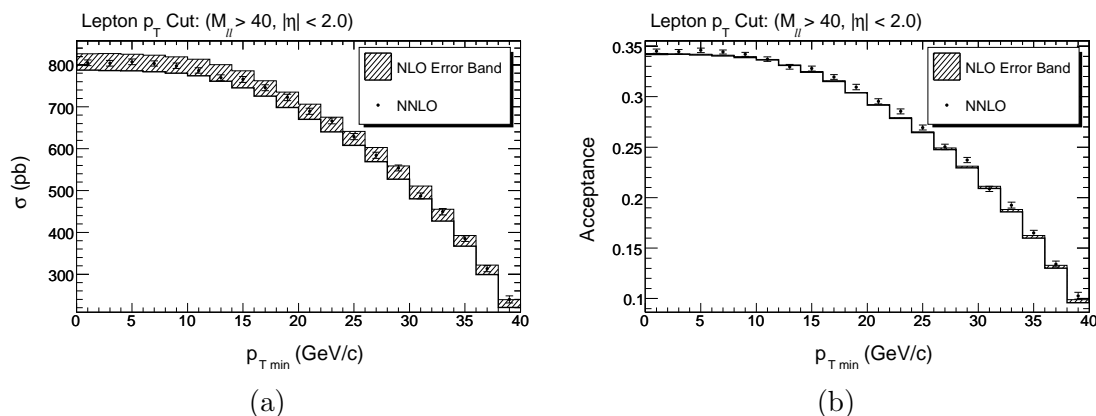 Lepton p_T Cut: (M_ll > 40, |η| < 2.0)
σ (pb)
800
700
600
500
400
300
NLO Error Band
NNLO
0 5 10 15 20 25 30 35 40
p_T min (GeV/c)
(a)
Lepton p_T Cut: (M_ll > 40, |η| < 2.0)
Acceptance
0.35
0.3
0.25
0.2
0.15
0.1
NLO Error Band
NNLO
0 5 10 15 20 25 30 35 40
p_T min (GeV/c)
(b)